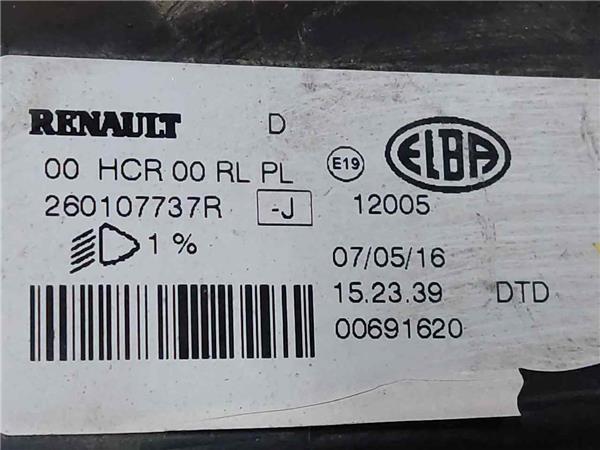 RENAULT D
00 HCR 00 RL PL E19 ELBA
260107737R -J 12005
1 %
07/05/16
15.23.39 DTD
00691620